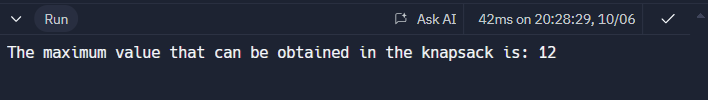 Run Ask AI 42ms on 20:28:29, 10/06
The maximum value that can be obtained in the knapsack is: 12